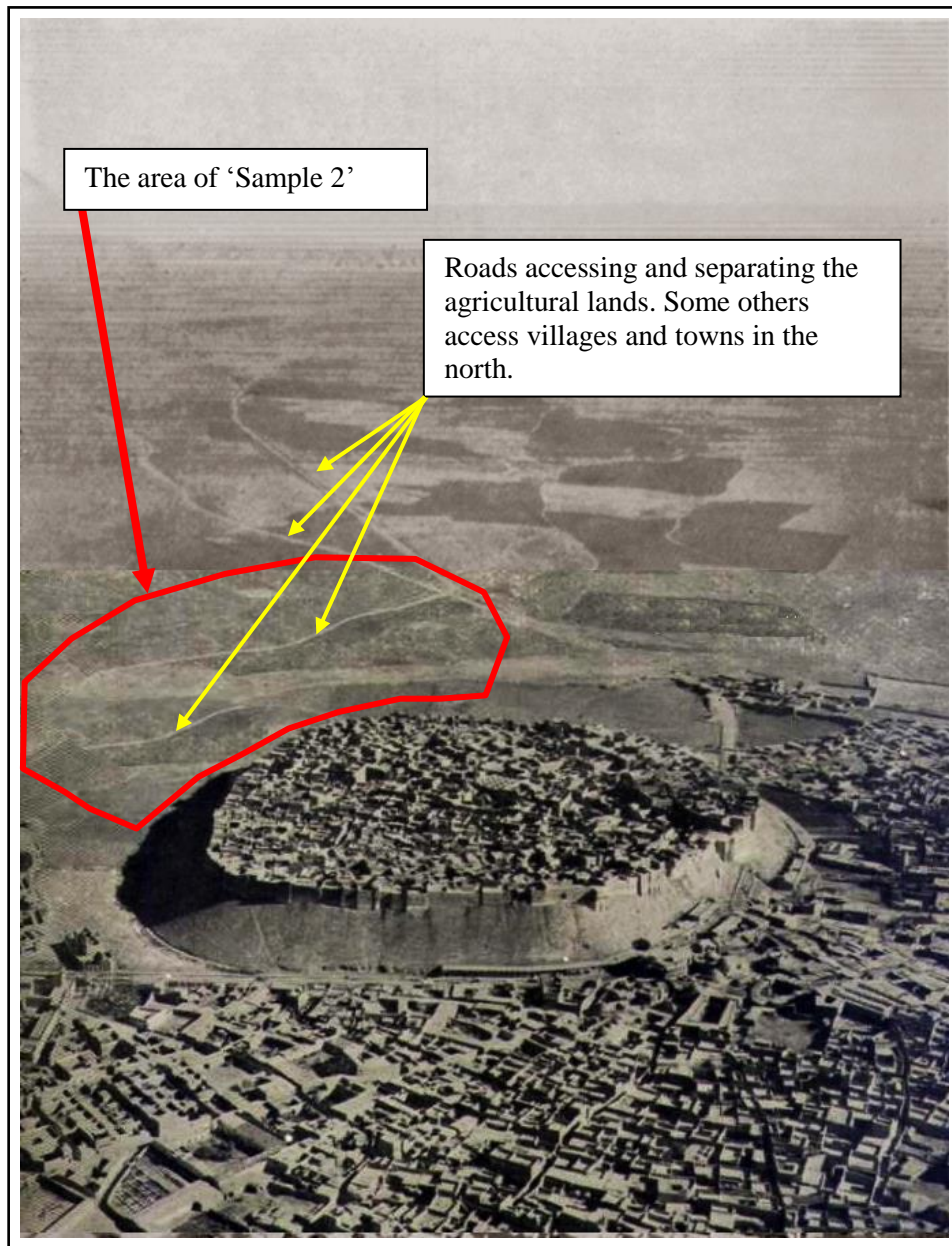 The area of ‘Sample 2’
Roads accessing and separating the
agricultural lands. Some others
access villages and towns in the
north.